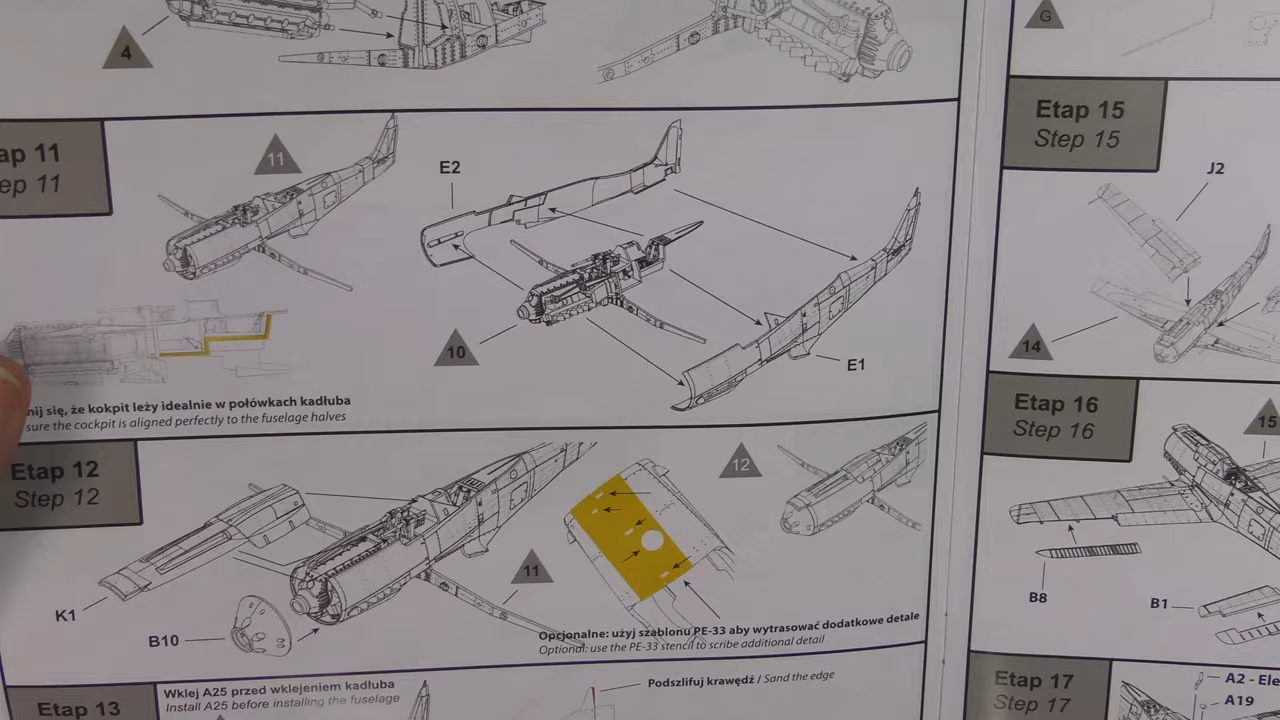 4
ap 11
ep 11
11
E2
10
E1
nij się, że kokpit leży idealnie w połówkach kadłuba
sure the cockpit is aligned perfectly to the fuselage halves
Etap 12
Step 12
K1
B10
11
12
Opcjonalne: użyj szablonu PE-33 aby wytrasować dodatkowe detale
Optional: use the PE-33 stencil to scribe additional detail
Etap 13
Wklej A25 przed wklejeniem kadłuba
Install A25 before installing the fuselage
Podszlifuj krawędź / Sand the edge
G
Etap 15
Step 15
J2
14
Etap 16
Step 16
15
B8
B1
Etap 17
Step 17
A2 - Ele
A19